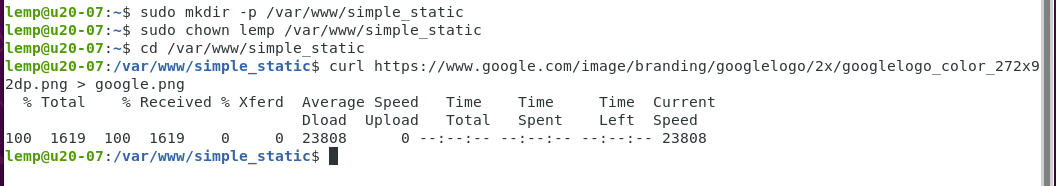 lemp@u20-07:~$ sudo mkdir -p /var/www/simple_static
lemp@u20-07:~$ sudo chown lemp /var/www/simple_static
lemp@u20-07:~$ cd /var/www/simple_static
lemp@u20-07:/var/www/simple_static$ curl https://www.google.com/image/branding/googlelogo/2x/googlelogo_color_272x9
2dp.png > google.png
  % Total    % Received % Xferd  Average Speed   Time    Time     Time  Current
                                 Dload  Upload   Total   Spent    Left  Speed
100  1619  100  1619    0     0  23808      0 --:--:-- --:--:-- --:--:-- 23808
lemp@u20-07:/var/www/simple_static$